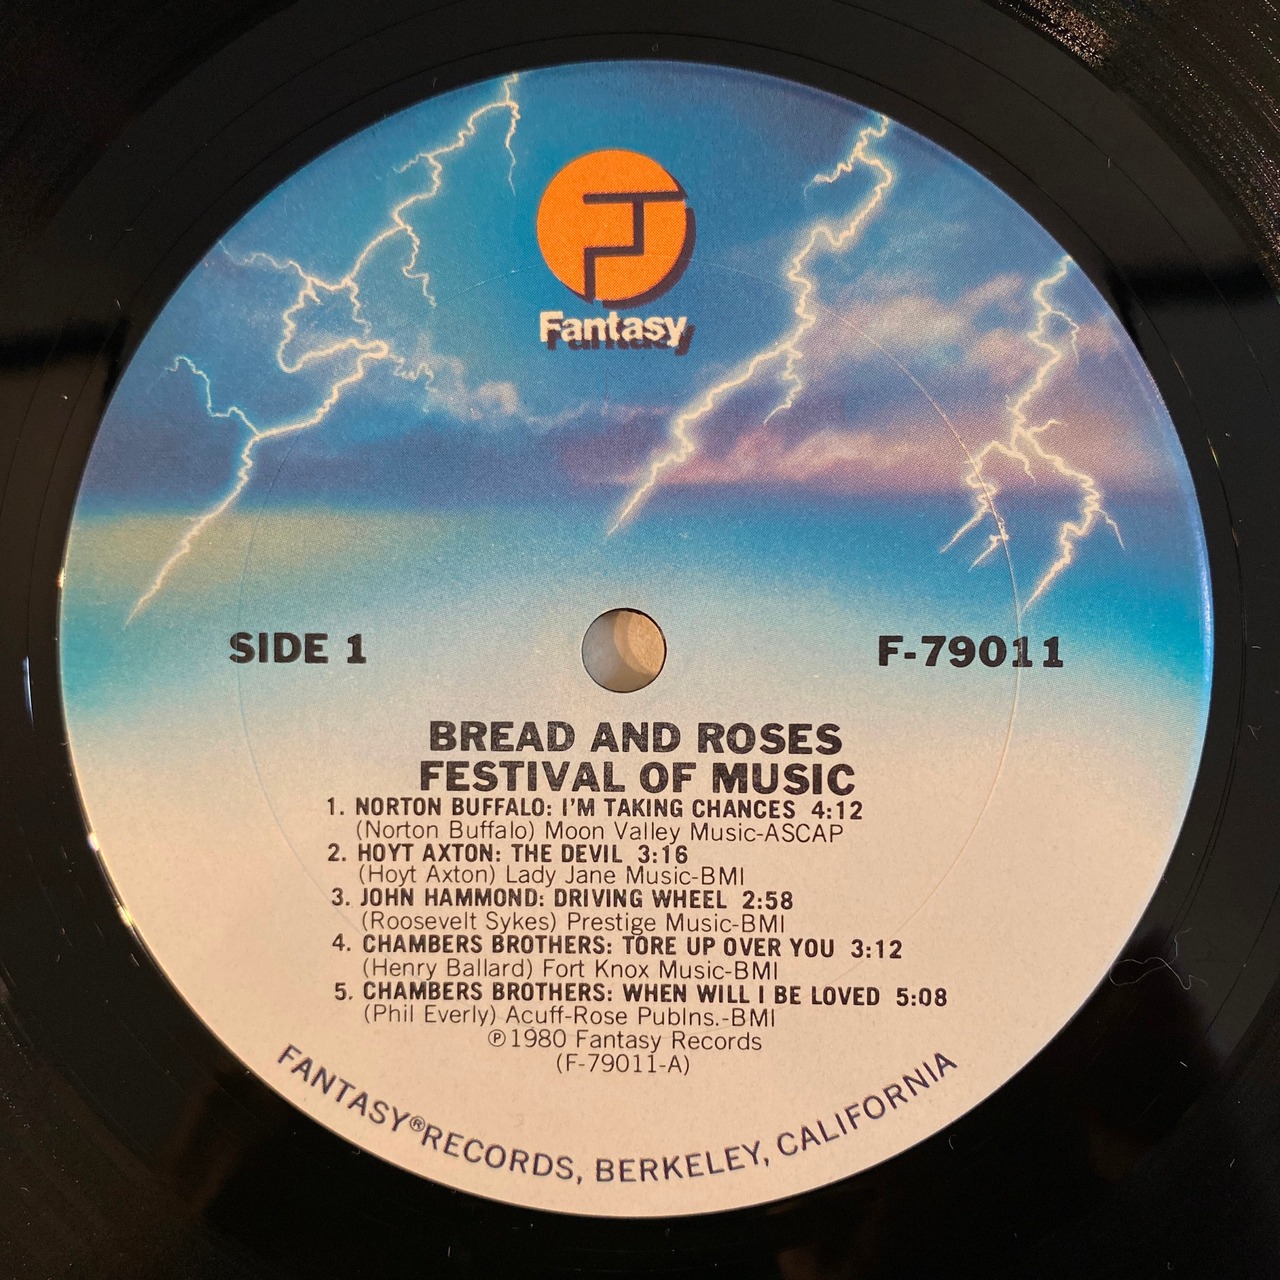 Fantasy
SIDE 1
F-79011
BREAD AND ROSES
FESTIVAL OF MUSIC
1. NORTON BUFFALO: I'M TAKING CHANCES 4:12
(Norton Buffalo) Moon Valley Music-ASCAP
2. HOYT AXTON: THE DEVIL 3:16
(Hoyt Axton) Lady Jane Music-BMI
3. JOHN HAMMOND: DRIVING WHEEL 2:58
(Roosevelt Sykes) Prestige Music-BMI
4. CHAMBERS BROTHERS: TORE UP OVER YOU 3:12
(Henry Ballard) Fort Knox Music-BMI
5. CHAMBERS BROTHERS: WHEN WILL I BE LOVED 5:08
(Phil Everly) Acuff-Rose Publns.-BMI
℗1980 Fantasy Records
(F-79011-A)
FANTASY®RECORDS, BERKELEY, CALIFORNIA